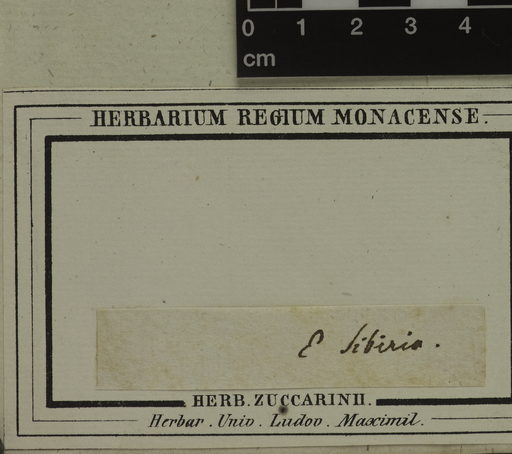 0 1 2 3 4
cm
HERBARIUM REGIUM MONACENSE.
E Sibiria.
HERB. ZUCCARINII.
Herbar. Univ. Ludov. Maximil.